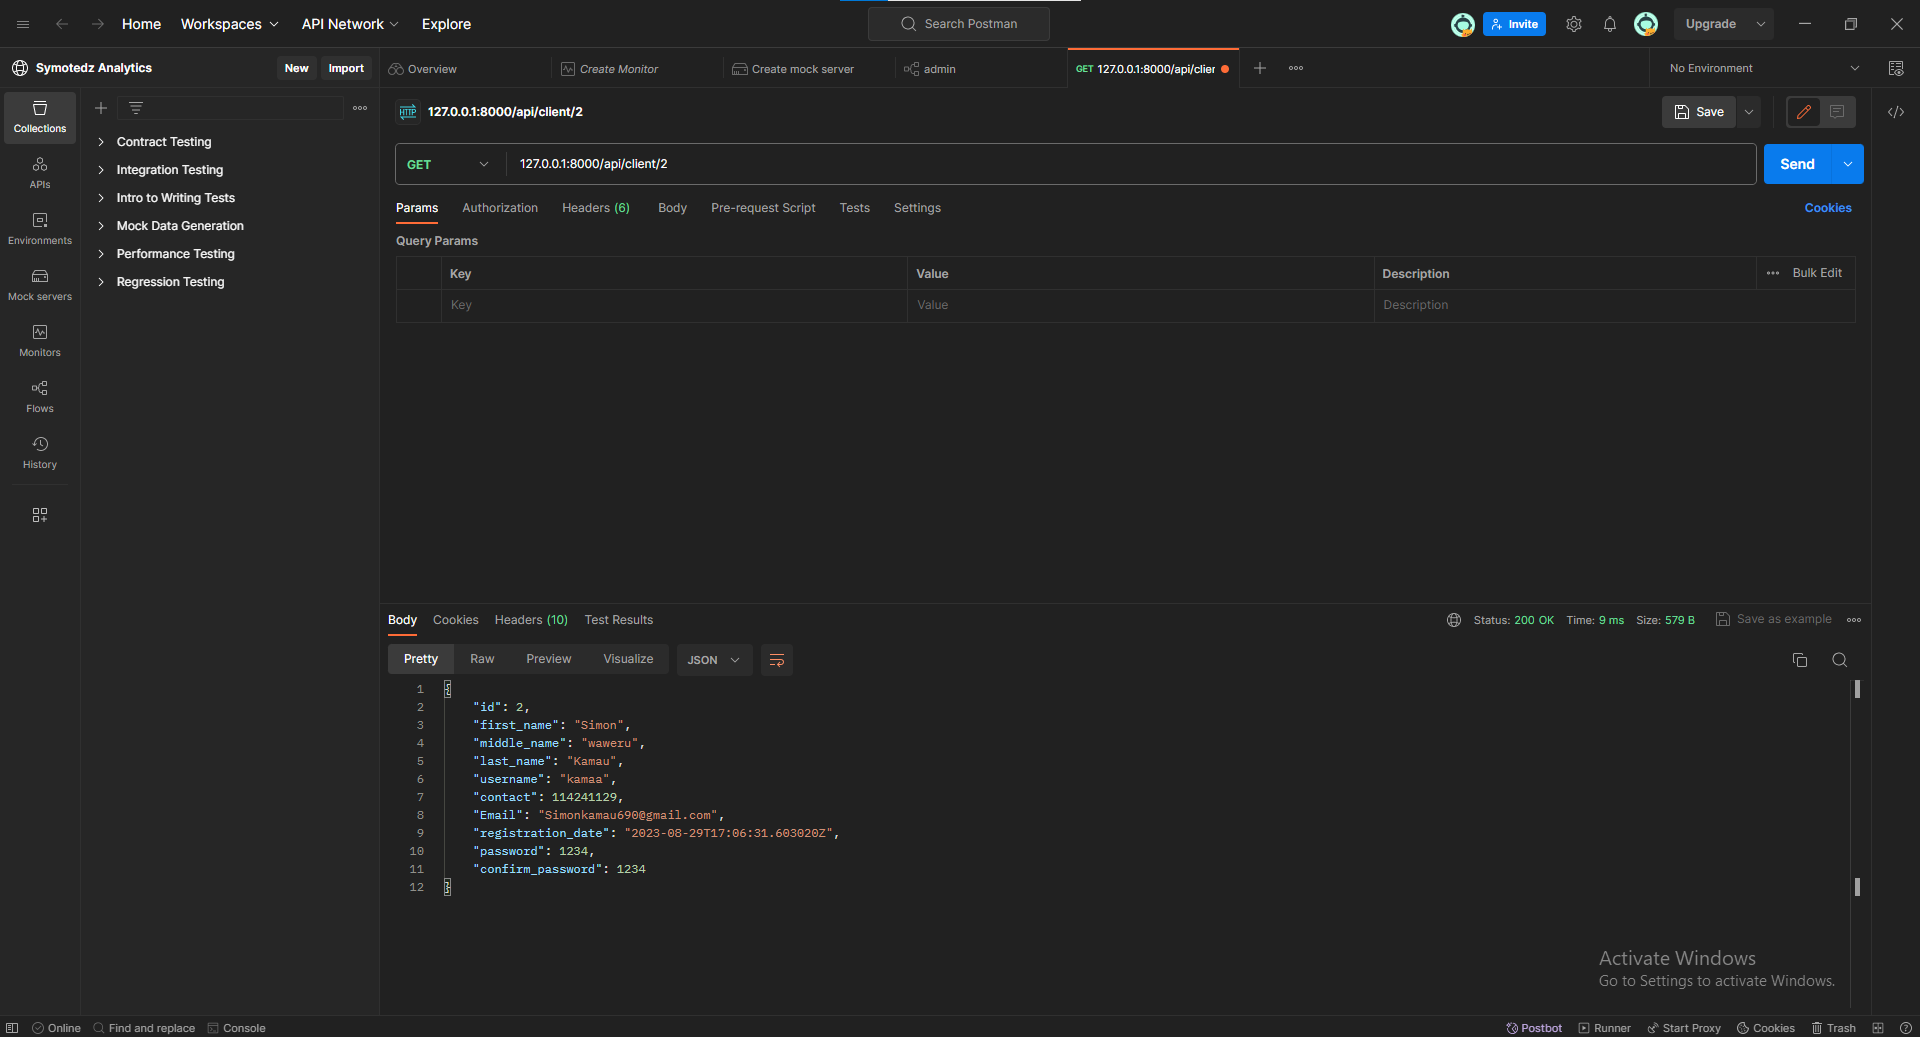 Home Workspaces API Network Explore Search Postman Invite Upgrade
Symotedz Analytics New Import Overview Create Monitor Create mock server admin GET 127.0.0.1:8000/api/clier No Environment
Collections
APIs
Environments
Mock servers
Monitors
Flows
History
Contract Testing
Integration Testing
Intro to Writing Tests
Mock Data Generation
Performance Testing
Regression Testing
HTTP 127.0.0.1:8000/api/client/2 Save
GET 127.0.0.1:8000/api/client/2 Send
Params Authorization Headers (6) Body Pre-request Script Tests Settings Cookies
Query Params
Key Value Description Bulk Edit
Key Value Description
Body Cookies Headers (10) Test Results Status: 200 OK Time: 9 ms Size: 579 B Save as example
Pretty Raw Preview Visualize JSON
1 {
2 "id": 2,
3 "first_name": "Simon",
4 "middle_name": "waweru",
5 "last_name": "Kamau",
6 "username": "kamaa",
7 "contact": 114241129,
8 "Email": "Simonkamau690@gmail.com",
9 "registration_date": "2023-08-29T17:06:31.603020Z",
10 "password": 1234,
11 "confirm_password": 1234
12 }
Activate Windows
Go to Settings to activate Windows.
Online Find and replace Console Postbot Runner Start Proxy Cookies Trash